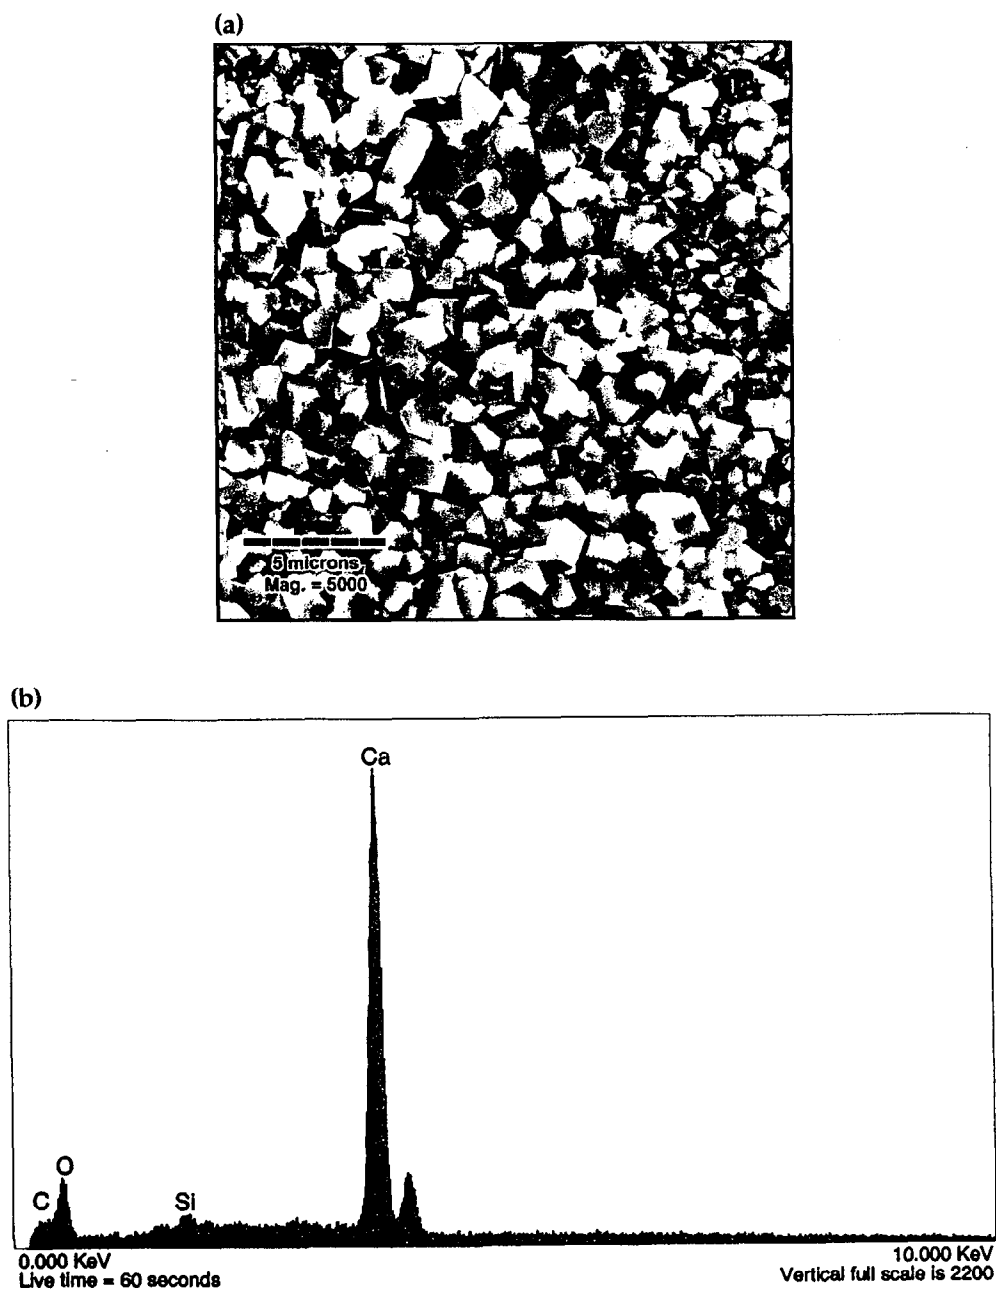 (a)
5 microns
Mag. = 5000
(b)
Ca
O
C
Si
0.000 KeV
10.000 KeV
Live time = 60 seconds
Vertical full scale is 2200